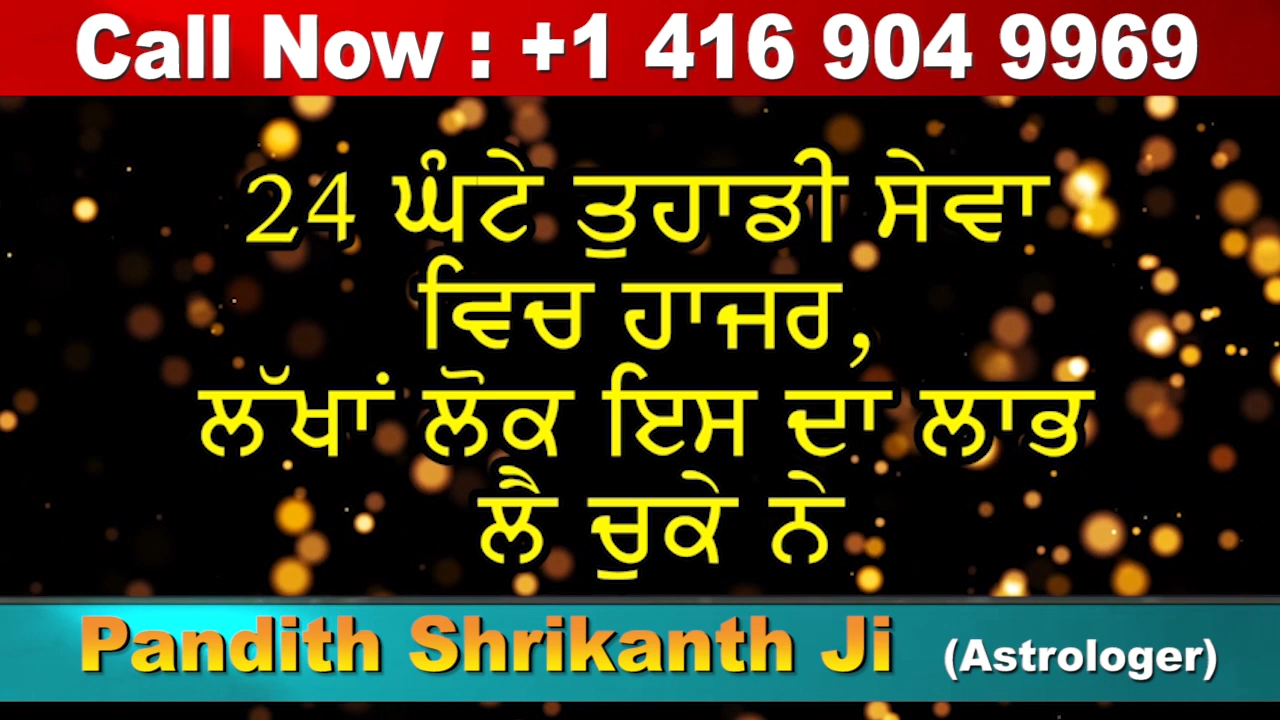 Call Now : +1 416 904 9969
24 ਘੰਟੇ ਤੁਹਾਡੀ ਸੇਵਾ
ਵਿਚ ਹਾਜਰ,
ਲੱਖਾਂ ਲੋਕ ਇਸ ਦਾ ਲਾਭ
ਲੈ ਚੁਕੇ ਨੇ
Pandith Shrikanth Ji (Astrologer)